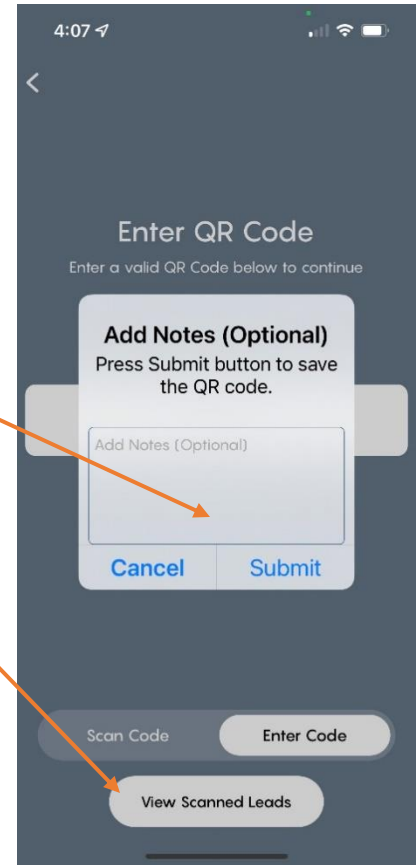 4:07
Enter QR Code
Enter a valid QR Code below to continue
Add Notes (Optional)
Press Submit button to save
the QR code.
Add Notes (Optional)
Cancel Submit
Scan Code Enter Code
View Scanned Leads